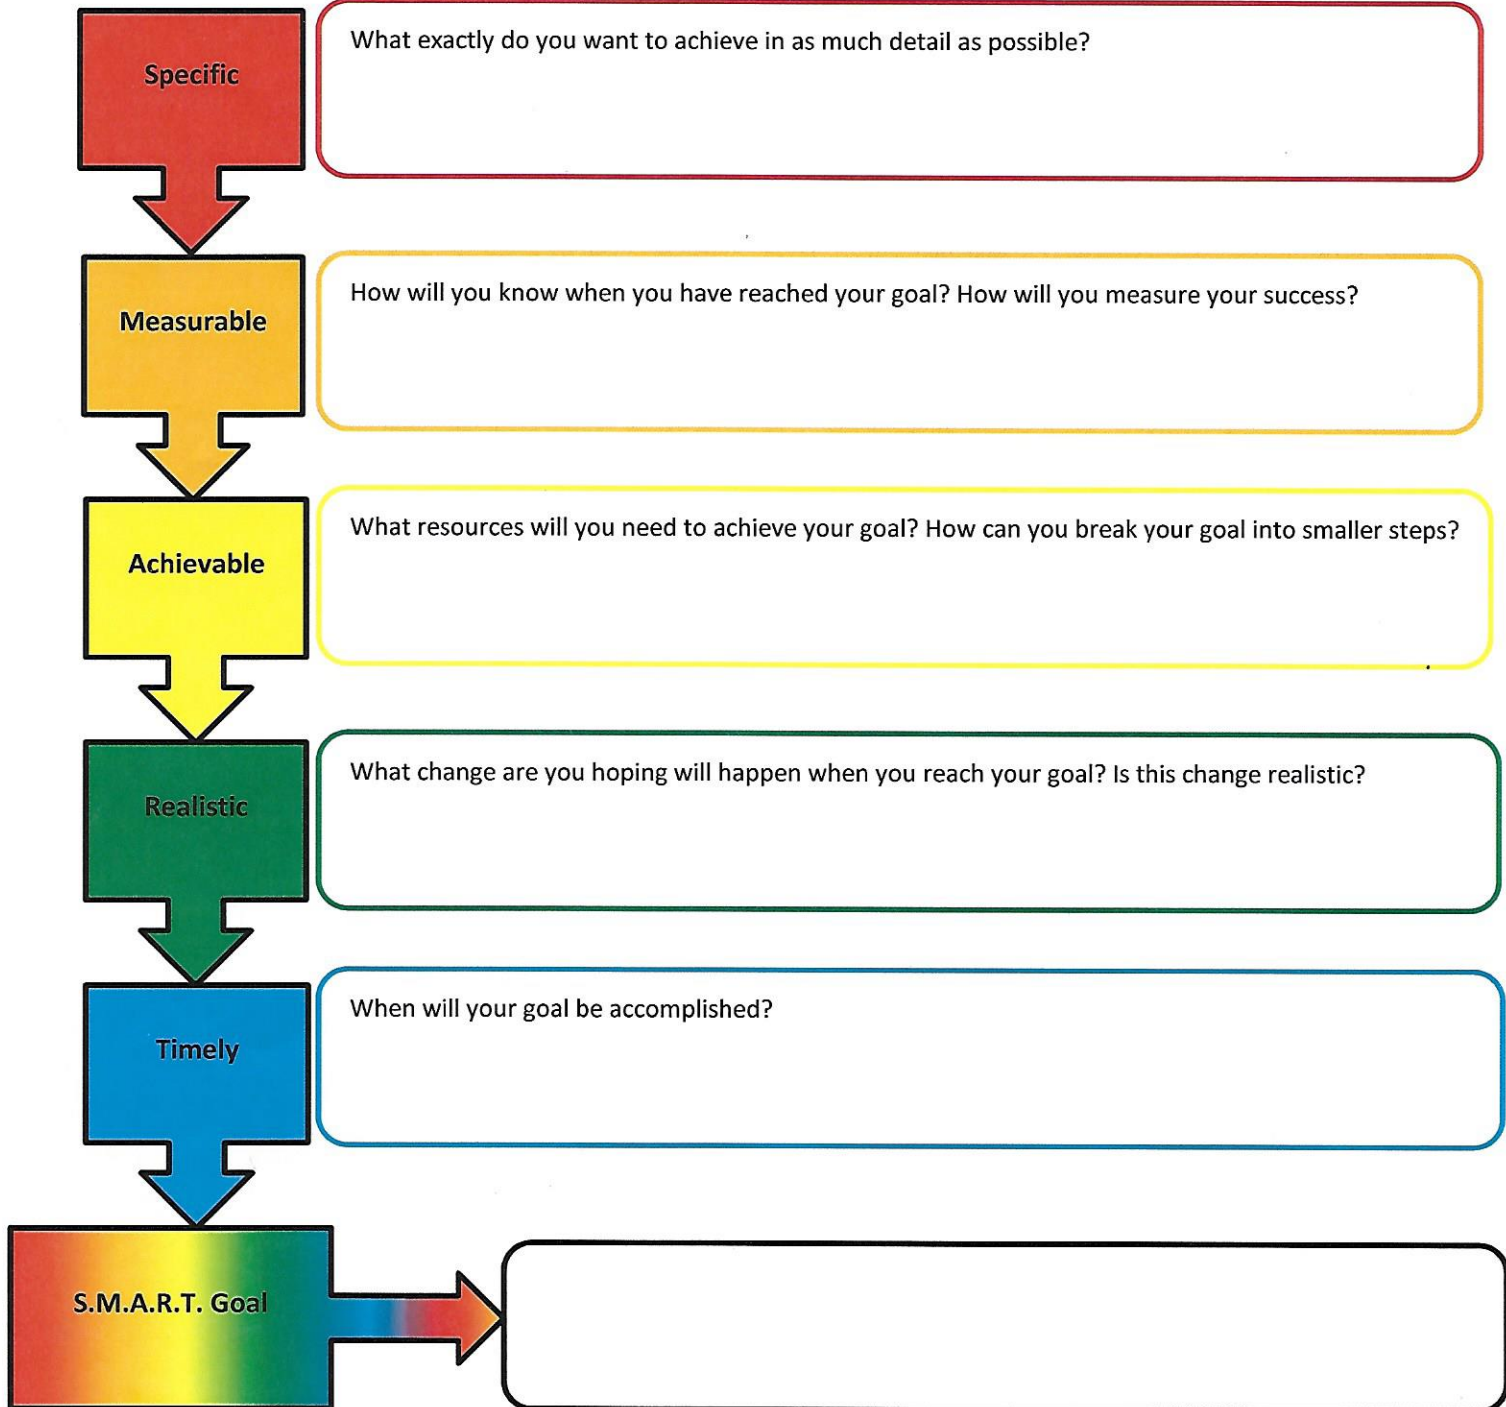 Specific
What exactly do you want to achieve in as much detail as possible?
Measurable
How will you know when you have reached your goal? How will you measure your success?
Achievable
What resources will you need to achieve your goal? How can you break your goal into smaller steps?
Realistic
What change are you hoping will happen when you reach your goal? Is this change realistic?
Timely
When will your goal be accomplished?
S.M.A.R.T. Goal